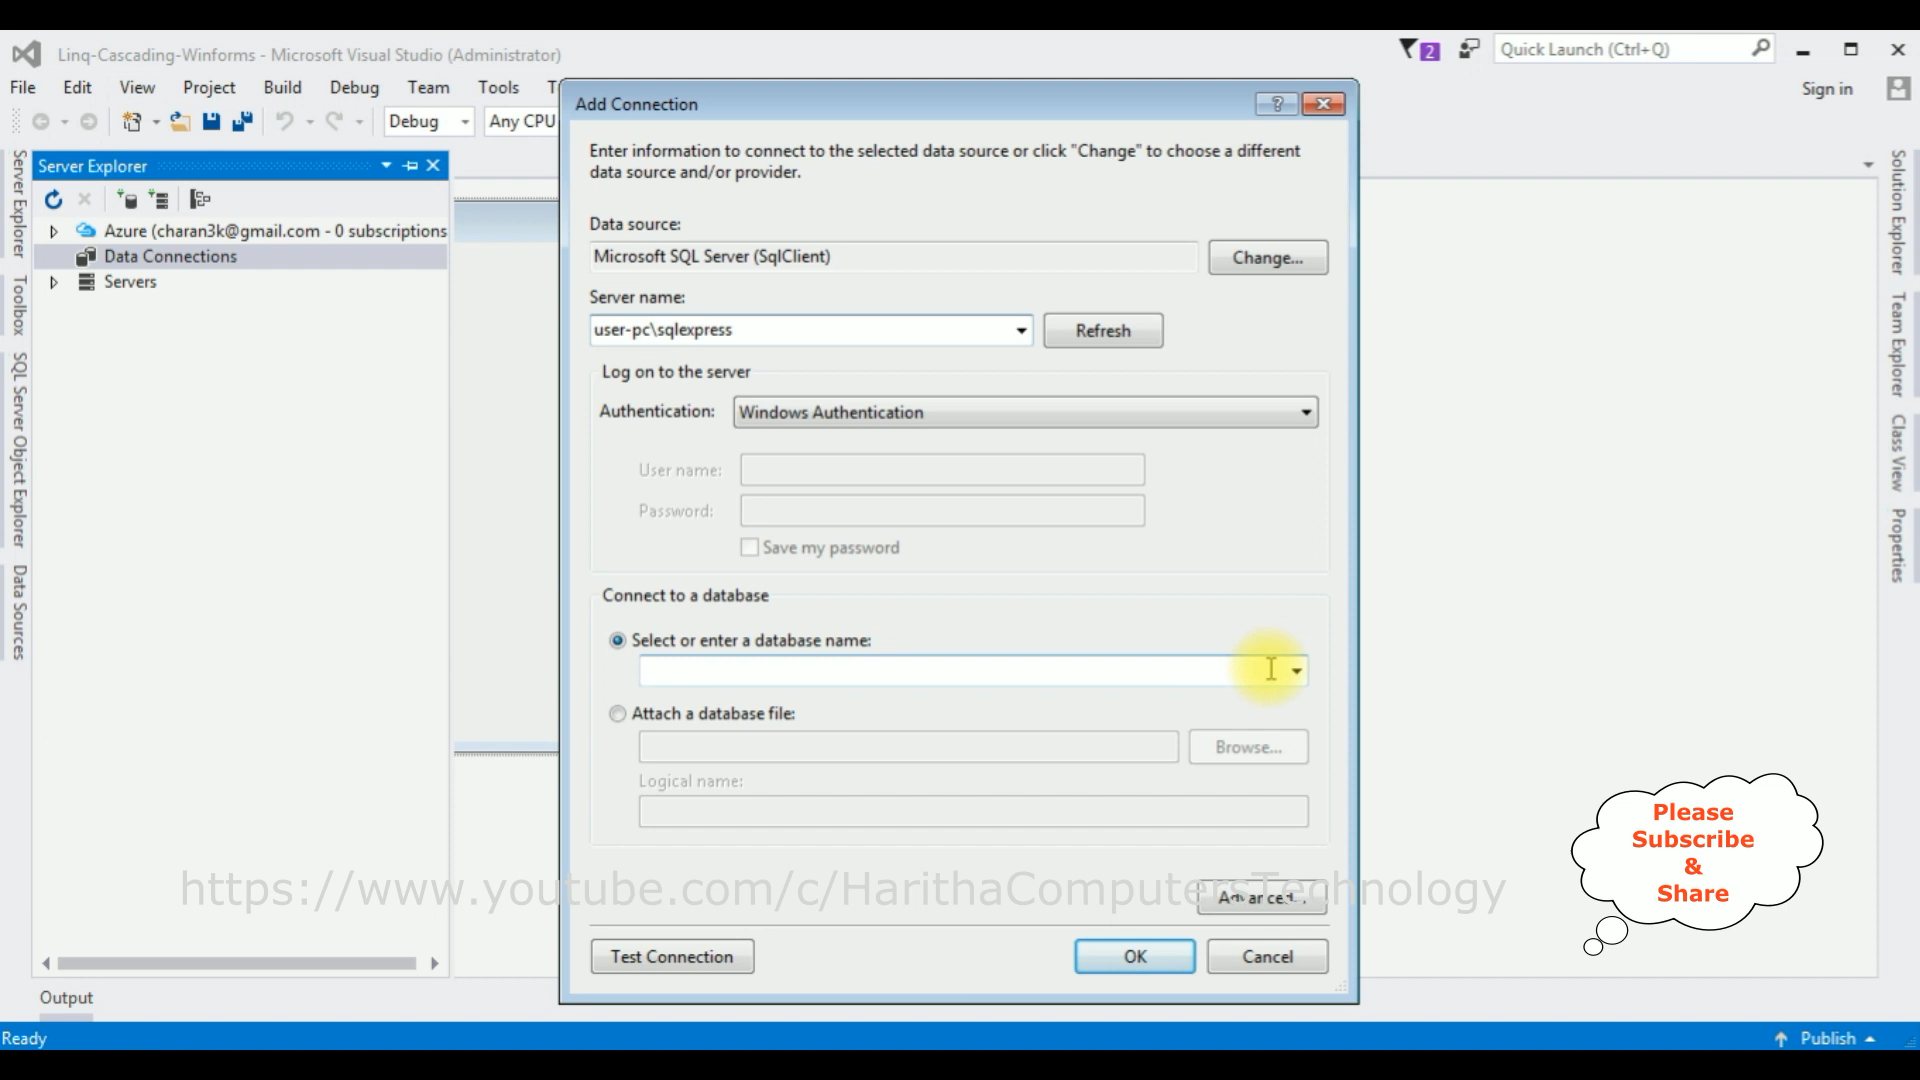 Linq-Cascading-Winforms - Microsoft Visual Studio (Administrator)
2
Quick Launch (Ctrl+Q)
File Edit View Project Build Debug Team Tools
Sign in
Debug
Any CPU
Server Explorer
Azure (charan3k@gmail.com - 0 subscriptions
Data Connections
Servers
Server Explorer
Toolbox
SQL Server Object Explorer
Data Sources
Add Connection
?
Enter information to connect to the selected data source or click "Change" to choose a different
data source and/or provider.
Data source:
Microsoft SQL Server (SqlClient)
Change...
Server name:
user-pc\sqlexpress
Refresh
Log on to the server
Authentication:
Windows Authentication
User name:
Password:
Save my password
Connect to a database
Select or enter a database name:
Attach a database file:
Browse...
Logical name:
Advanced...
Test Connection
OK
Cancel
Solution Explorer
Team Explorer
Class View
Properties
https://www.youtube.com/c/HarithaComputersTechnology
Please
Subscribe
&
Share
Output
Ready
Publish